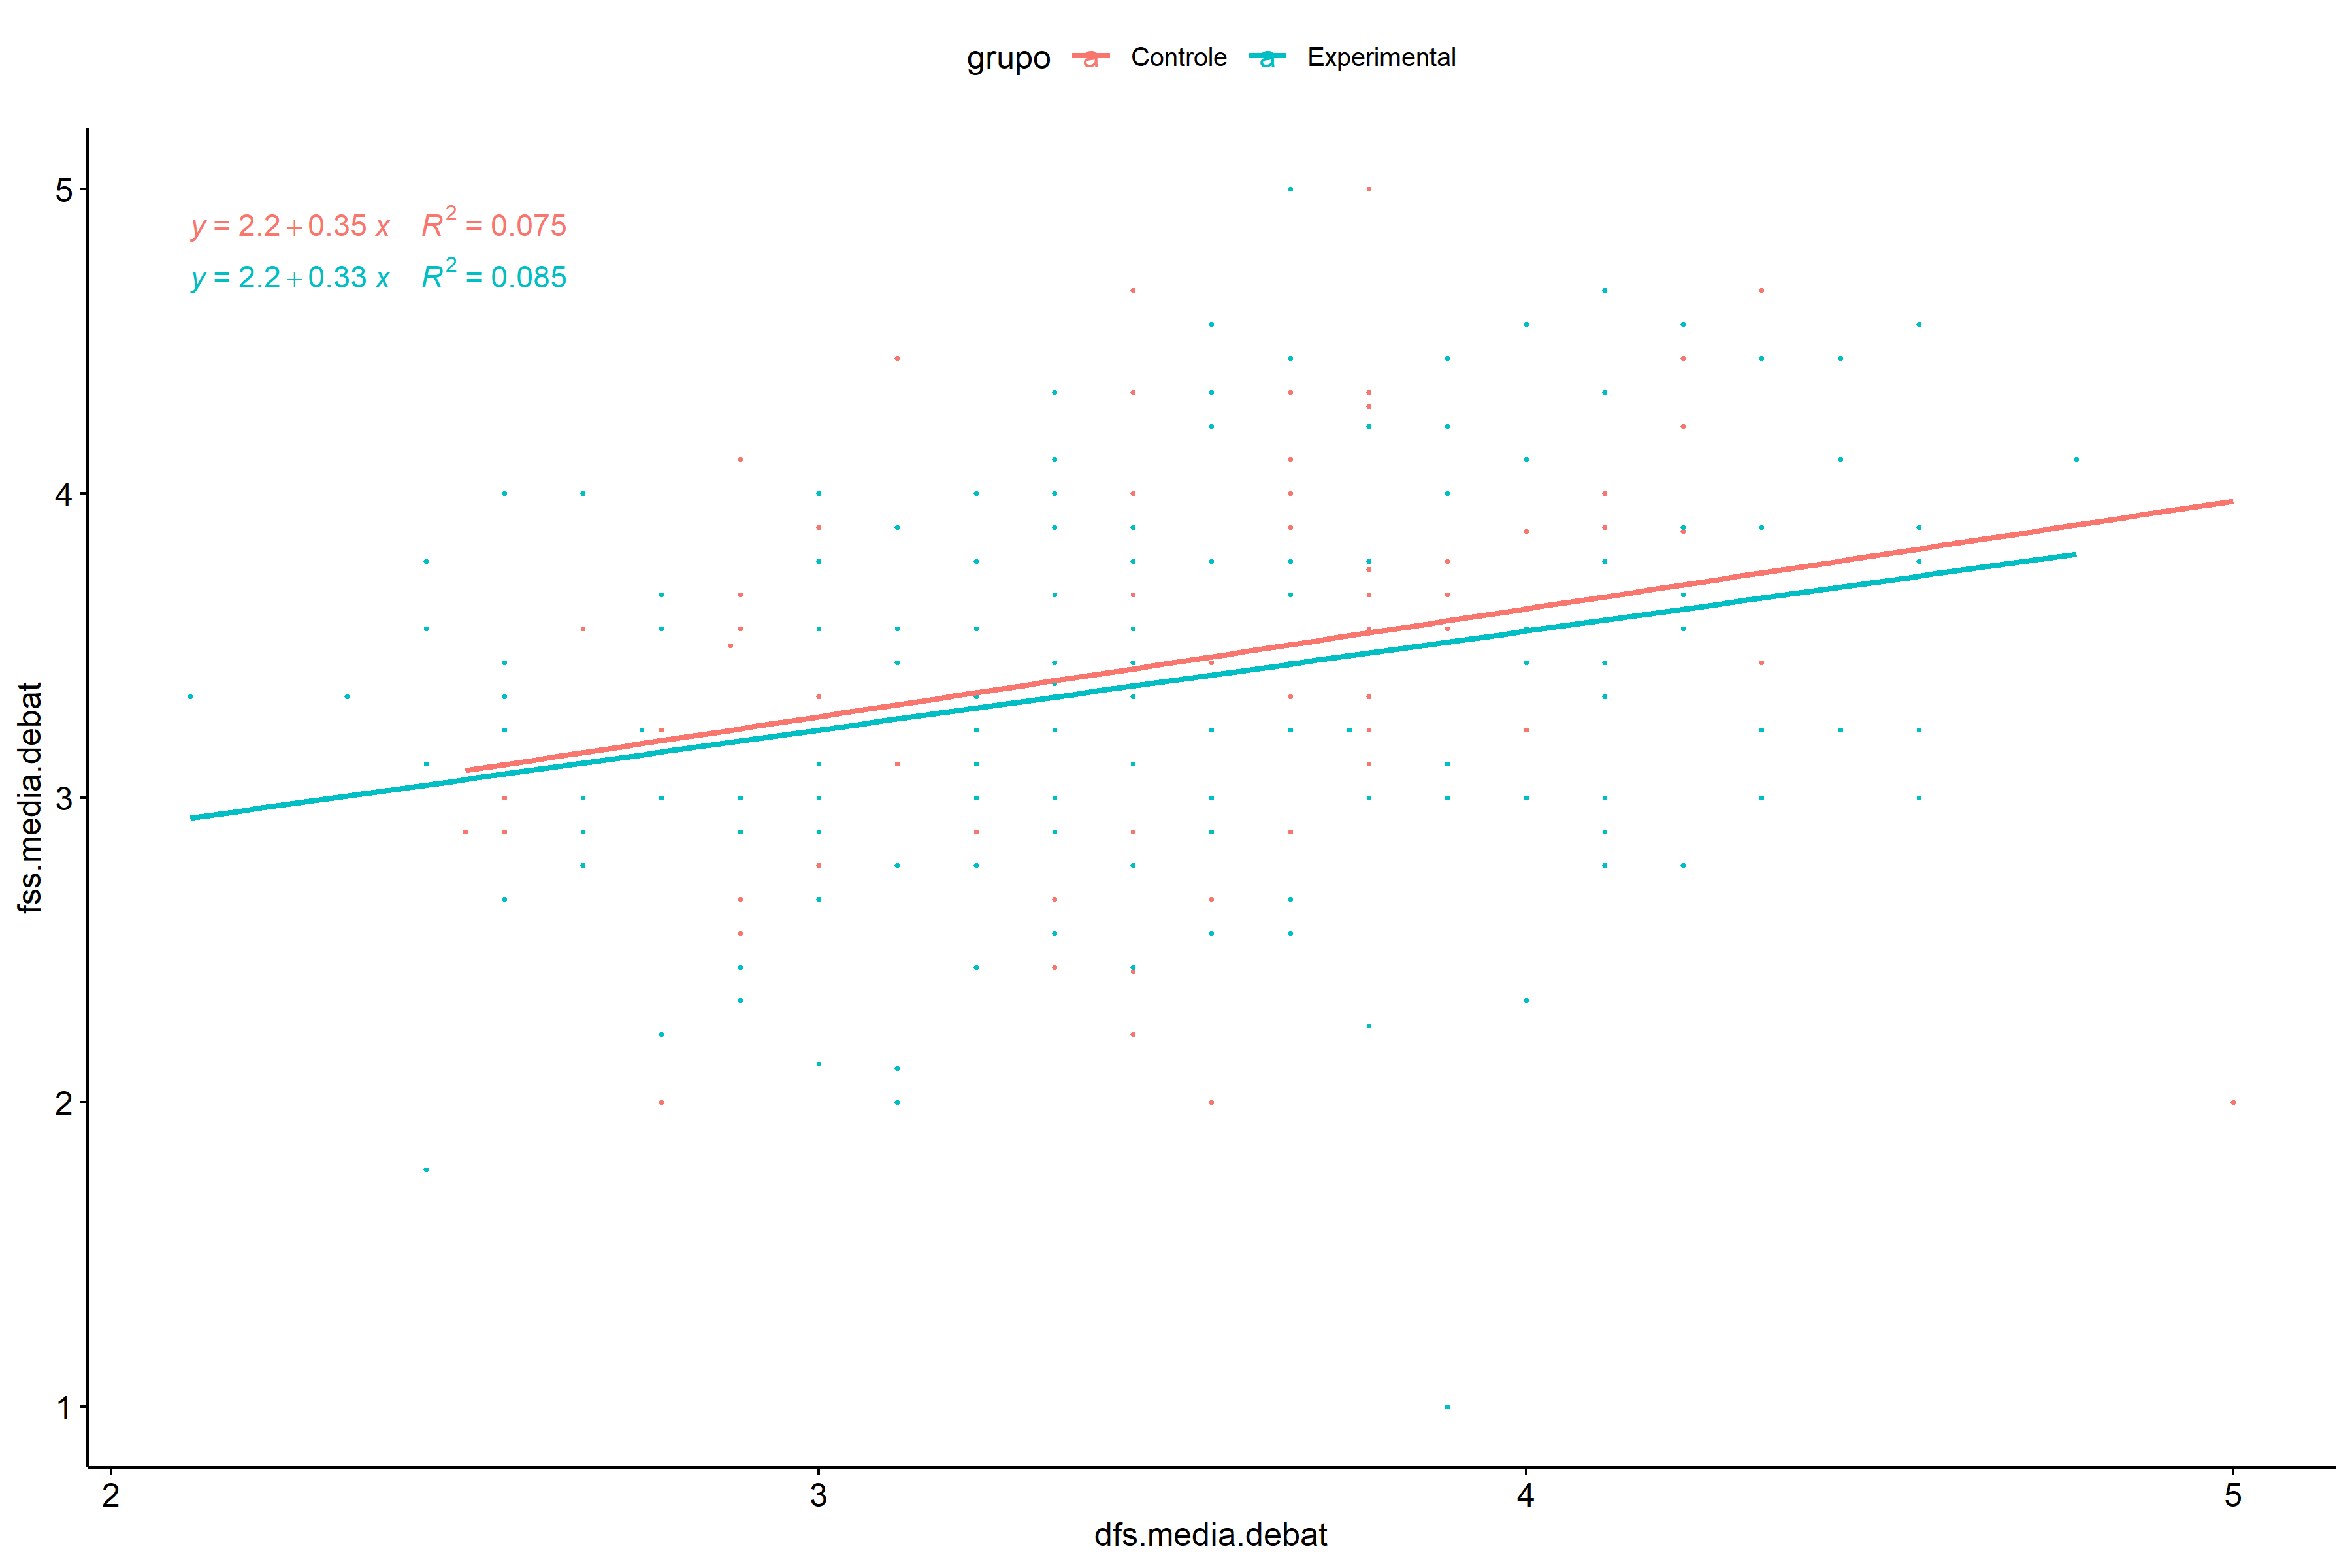 grupo a Controle a Experimental
5
y = 2.2 + 0.35 x R² = 0.075
y = 2.2 + 0.33 x R² = 0.085
4
3
2
1
fss.media.debat
2 3 4 5
dfs.media.debat